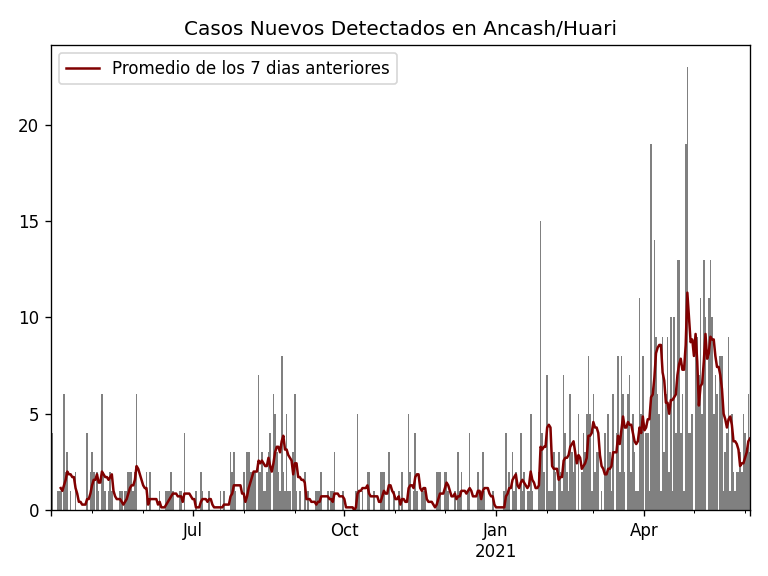 Casos Nuevos Detectados en Ancash/Huari
Promedio de los 7 dias anteriores
20
15
10
5
0
Jul
Oct
Jan
2021
Apr